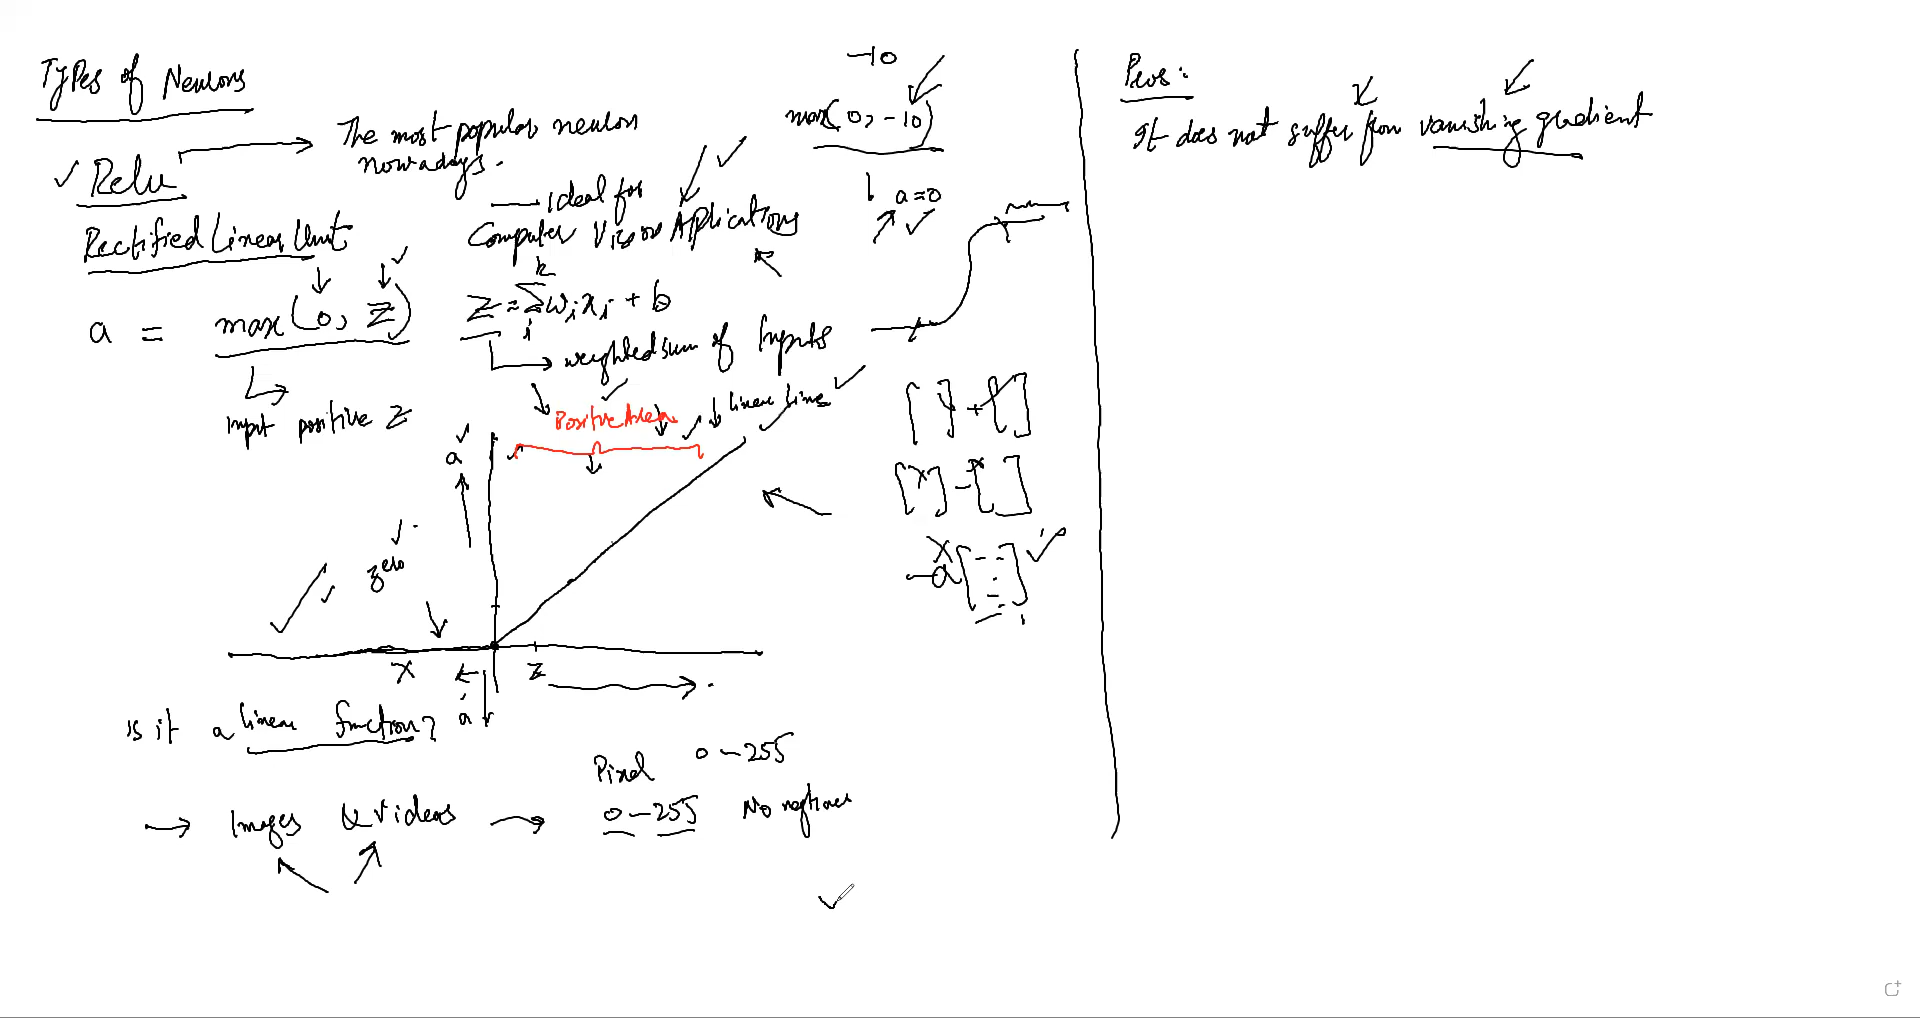 Types of Neurons
✓ Relu → The most popular neuron
nowadays.
Rectified Linear Unit
— Ideal for
Computer Vision Applications
a = max(0, Z)
Z = Σ wᵢxᵢ + b
k
i
weighted sum of Inputs
Input positive Z
Positive Area
linear line
a
zero
X
Z
a
Is it a linear function?
Pixel 0-255
→ Images & Videos → 0-255 No negatives
-10
max(0, -10)
a=0
[ ] + [ ]
[ ] - [ ]
-a [ ]
Pros:
It does not suffer from vanishing gradient